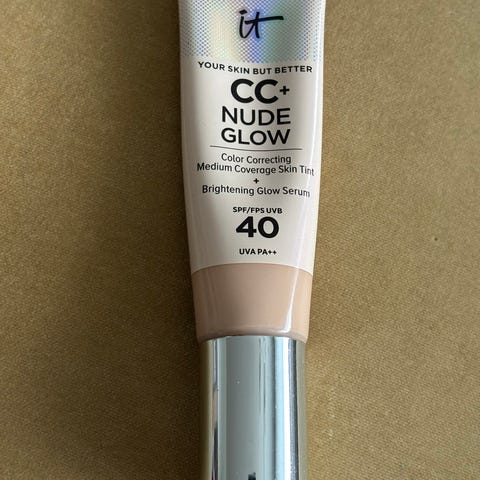 it
YOUR SKIN BUT BETTER
CC+
NUDE
GLOW
Color Correcting
Medium Coverage Skin Tint
+
Brightening Glow Serum
SPF/FPS UVB
40
UVA PA++